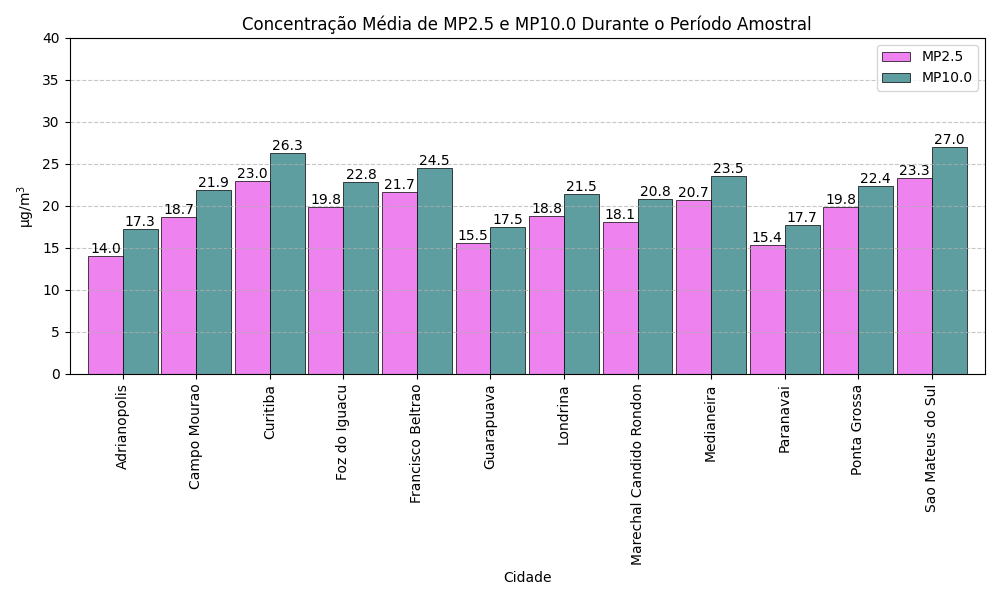 Concentração Média de MP2.5 e MP10.0 Durante o Período Amostral
MP2.5
MP10.0
µg/m³
40
35
30
25
20
15
10
5
0
14.0 17.3
18.7 21.9
23.0 26.3
19.8 22.8
21.7 24.5
15.5 17.5
18.8 21.5
18.1 20.8
20.7 23.5
15.4 17.7
19.8 22.4
23.3 27.0
Adrianopolis
Campo Mourao
Curitiba
Foz do Iguacu
Francisco Beltrao
Guarapuava
Londrina
Marechal Candido Rondon
Medianeira
Paranavai
Ponta Grossa
Sao Mateus do Sul
Cidade